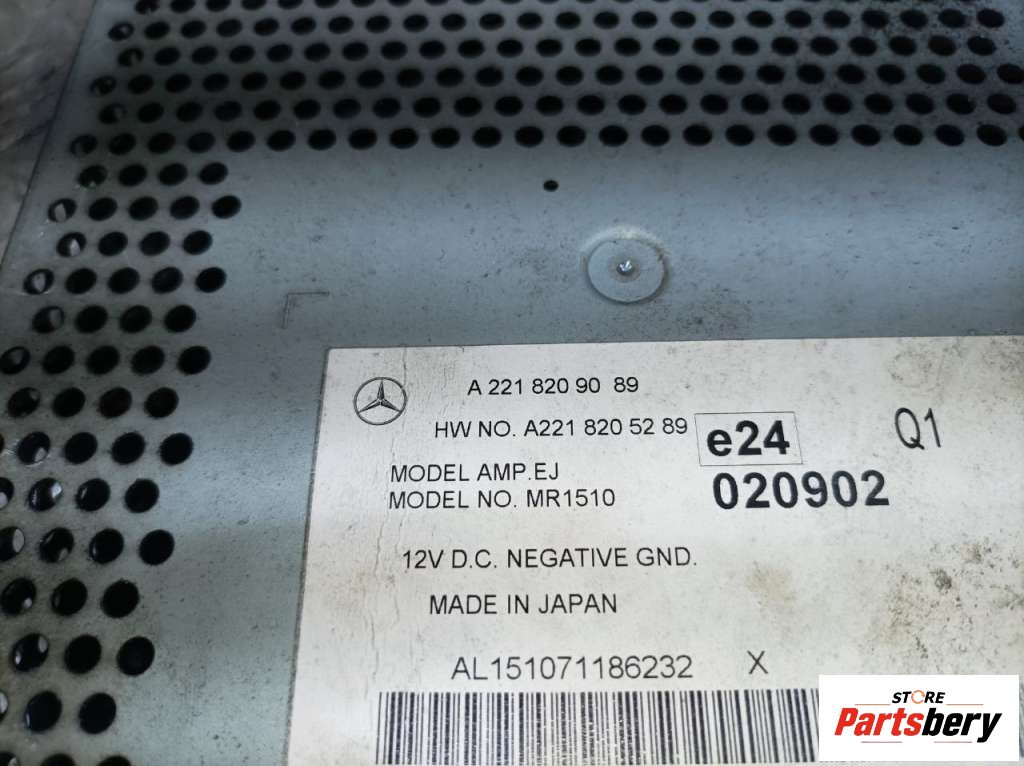 A 221 820 90 89
HW NO. A221 820 52 89
e24
Q1
MODEL AMP.EJ
MODEL NO. MR1510
020902
12V D.C. NEGATIVE GND.
MADE IN JAPAN
AL151071186232 X
STORE
Partsbery